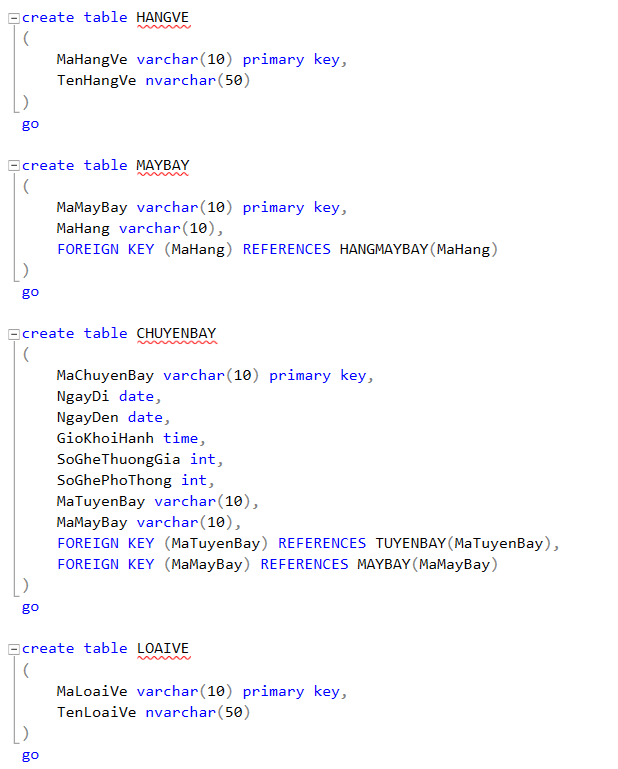 create table HANGVE
(
MaHangVe varchar(10) primary key,
TenHangVe nvarchar(50)
)
go
create table MAYBAY
(
MaMayBay varchar(10) primary key,
MaHang varchar(10),
FOREIGN KEY (MaHang) REFERENCES HANGMAYBAY(MaHang)
)
go
create table CHUYENBAY
(
MaChuyenBay varchar(10) primary key,
NgayDi date,
NgayDen date,
GioKhoiHanh time,
SoGheThuongGia int,
SoGhePhoThong int,
MaTuyenBay varchar(10),
MaMayBay varchar(10),
FOREIGN KEY (MaTuyenBay) REFERENCES TUYENBAY(MaTuyenBay),
FOREIGN KEY (MaMayBay) REFERENCES MAYBAY(MaMayBay)
)
go
create table LOAIVE
(
MaLoaiVe varchar(10) primary key,
TenLoaiVe nvarchar(50)
)
go